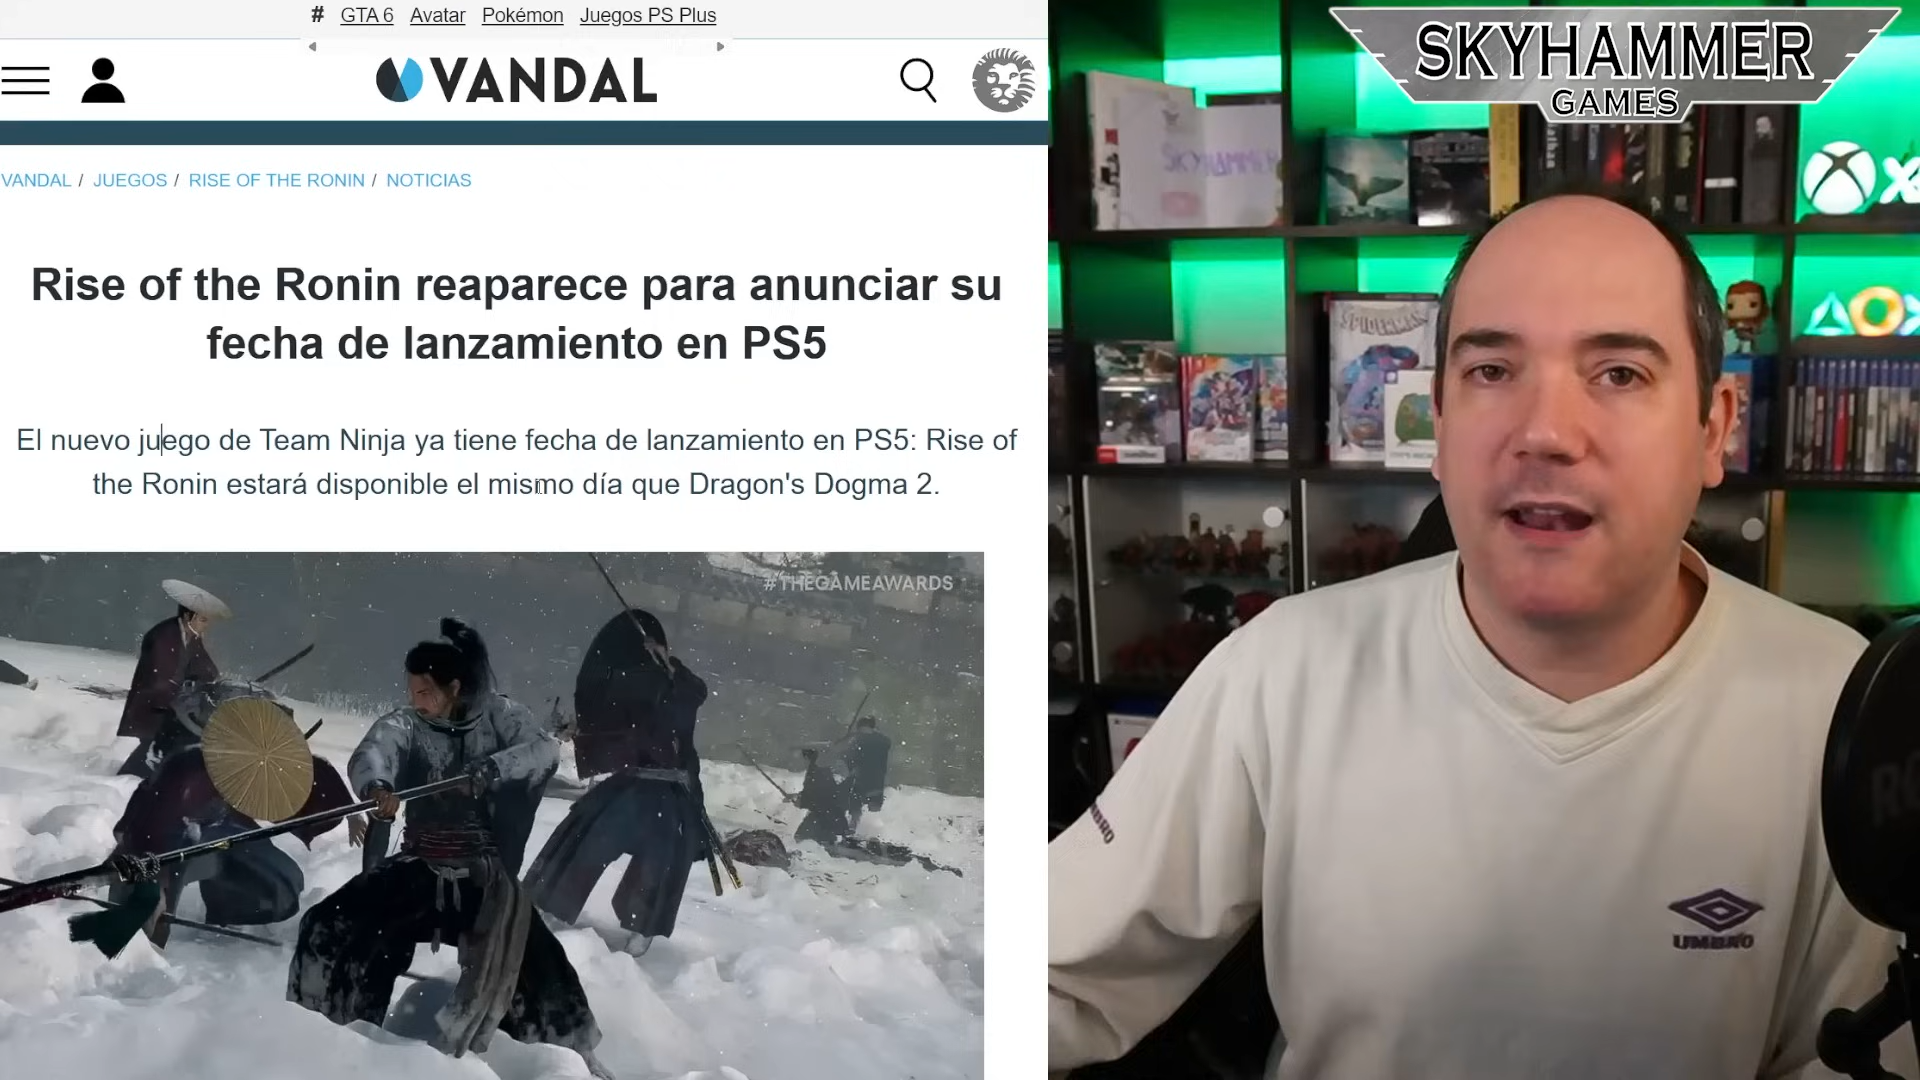 # GTA 6 Avatar Pokémon Juegos PS Plus
VANDAL
VANDAL / JUEGOS / RISE OF THE RONIN / NOTICIAS
Rise of the Ronin reaparece para anunciar su
fecha de lanzamiento en PS5
El nuevo juego de Team Ninja ya tiene fecha de lanzamiento en PS5: Rise of
the Ronin estará disponible el mismo día que Dragon's Dogma 2.
#THEGAMEAWARDS
SKYHAMMER
GAMES
SKYHAMMER
SPIDERMAN
UMBRO